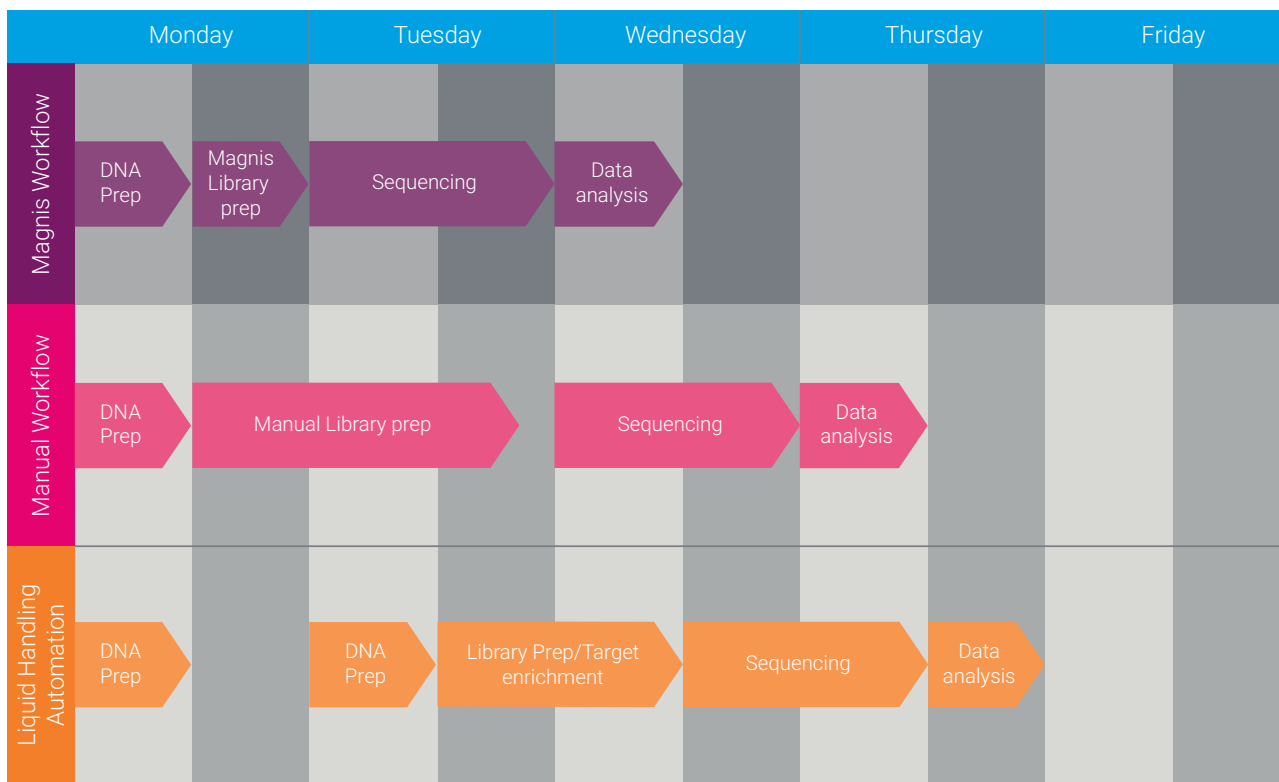 Monday
Tuesday
Wednesday
Thursday
Friday
Magnis Workflow
DNA
Prep
Magnis
Library
prep
Sequencing
Data
analysis
Manual Workflow
DNA
Prep
Manual Library prep
Sequencing
Data
analysis
Liquid Handling
Automation
DNA
Prep
DNA
Prep
Library Prep/Target
enrichment
Sequencing
Data
analysis